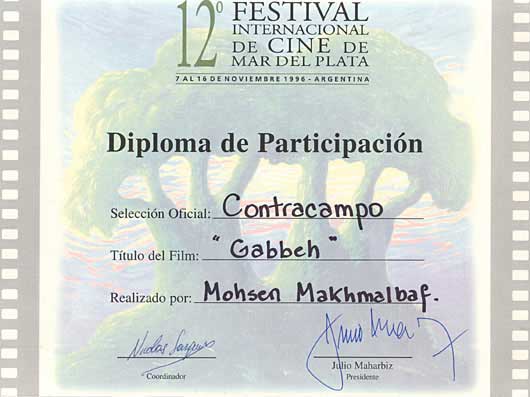 12º FESTIVAL
INTERNACIONAL
DE CINE DE
MAR DEL PLATA
7 AL 16 DE NOVIEMBRE 1996 - ARGENTINA
Diploma de Participación
Selección Oficial: Contracampo
Título del Film: "Gabbeh"
Realizado por: Mohsen Makhmalbaf.
Coordinador
Julio Maharbiz
Presidente